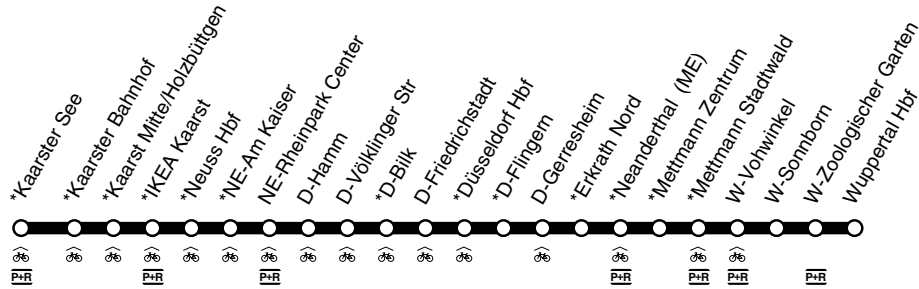 *Kaarster See
*Kaarster Bahnhof
*Kaarst Mitte/Holzbüttgen
*IKEA Kaarst
*Neuss Hbf
*NE-Am Kaiser
NE-Rheinpark Center
D-Hamm
D-Völklinger Str
*D-Bilk
D-Friedrichstadt
*Düsseldorf Hbf
*D-Flingern
D-Gerresheim
*Erkrath Nord
*Neanderthal (ME)
*Mettmann Zentrum
*Mettmann Stadtwald
W-Vohwinkel
W-Sonnborn
W-Zoologischer Garten
Wuppertal Hbf
P+R P+R P+R P+R P+R P+R P+R